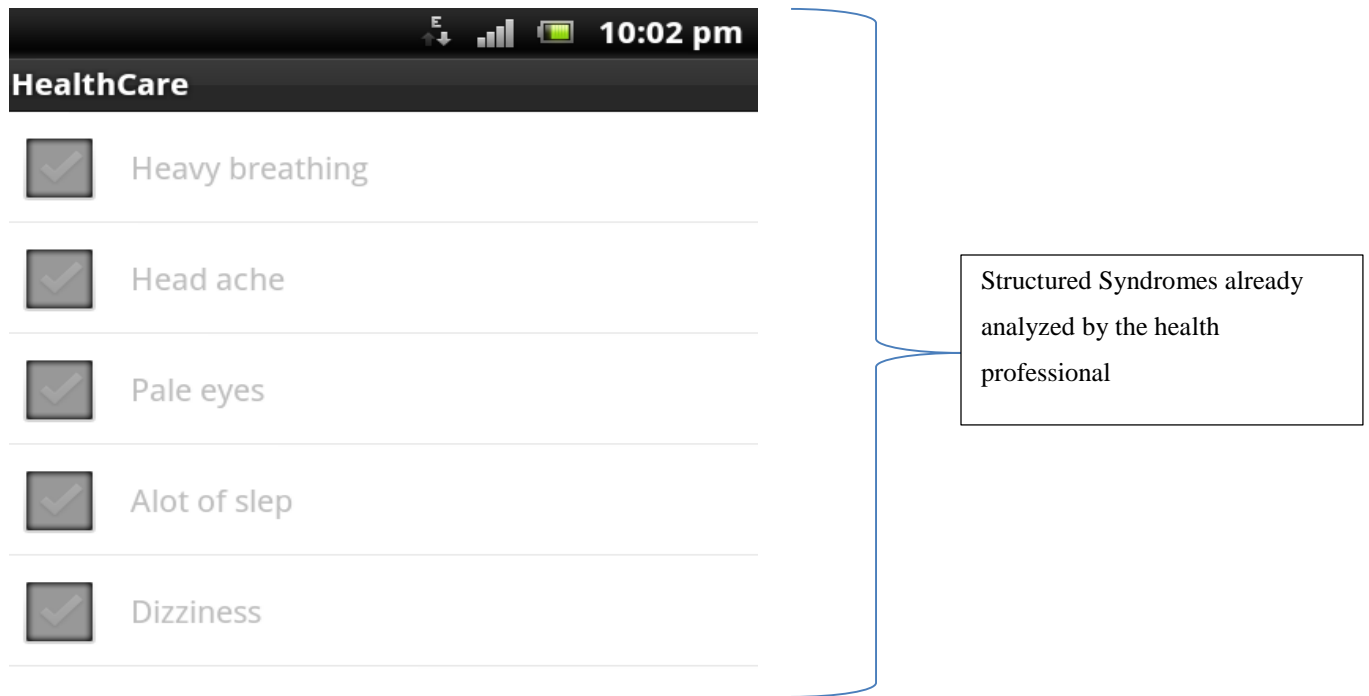 E
10:02 pm
HealthCare
Heavy breathing
Head ache
Pale eyes
Alot of slep
Dizziness
Structured Syndromes already
analyzed by the health
professional